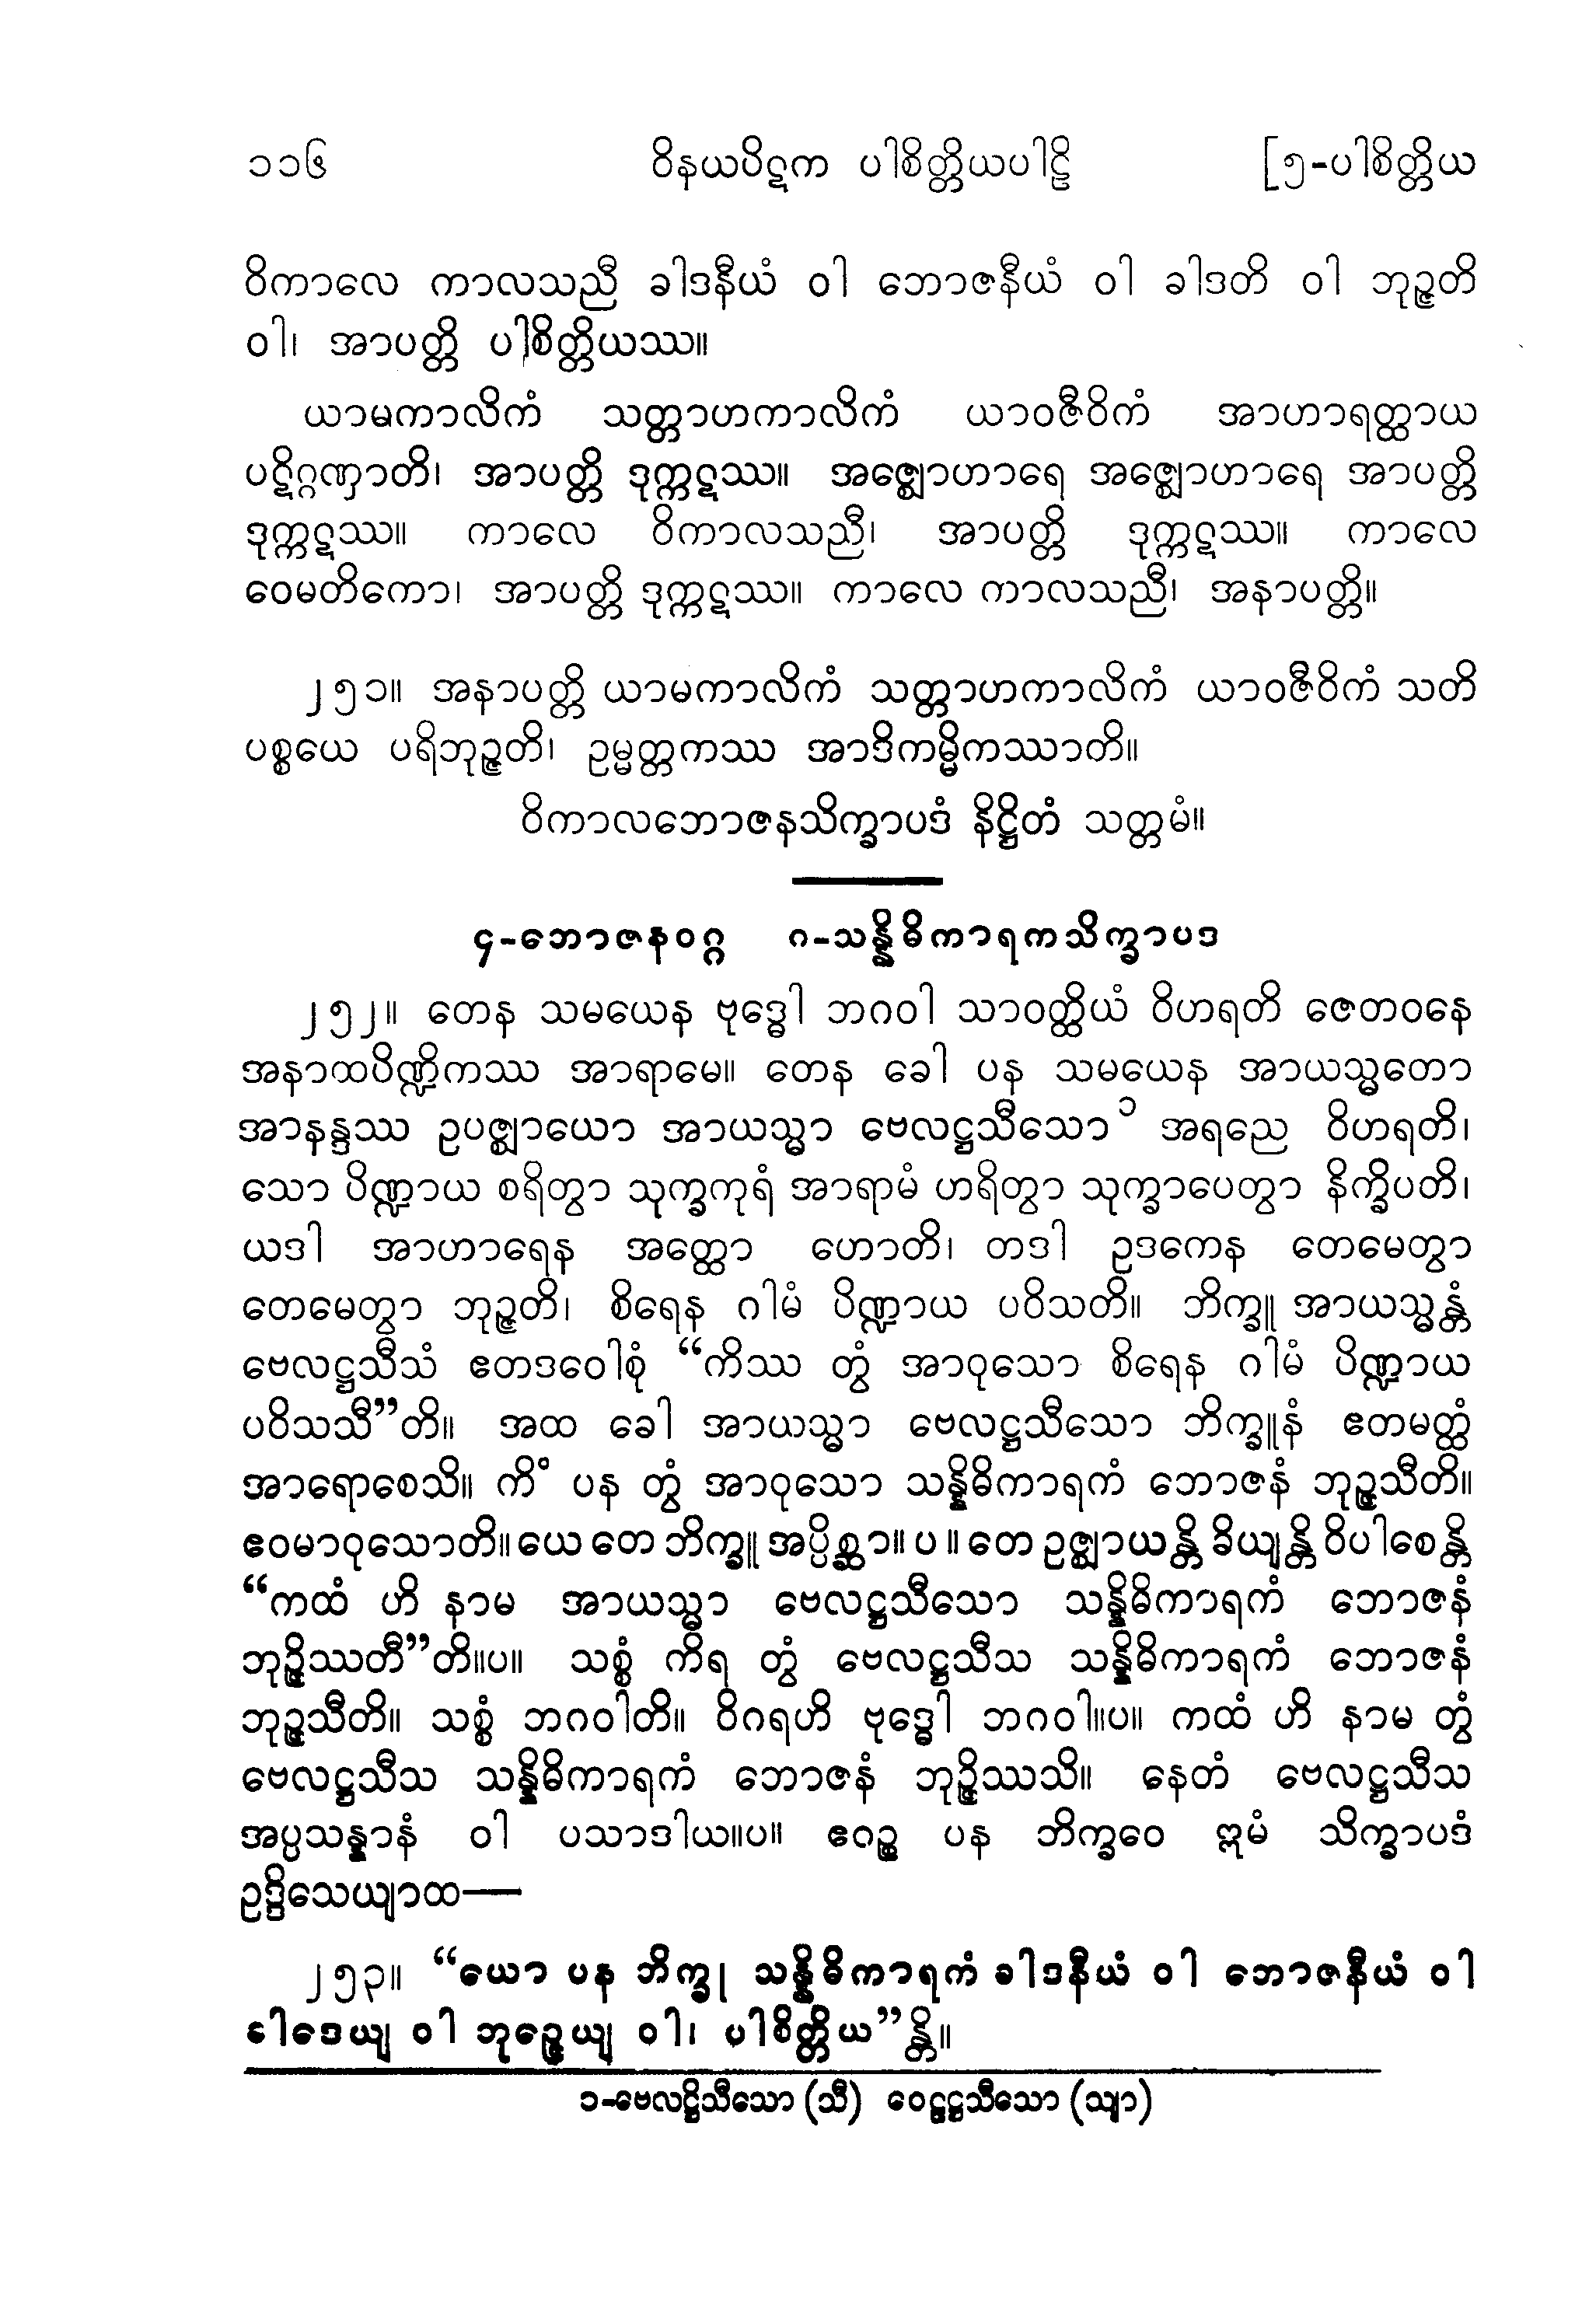 ၁၁၆ ဝိနယပိဋက ပါစိတ္တိယပါဠိ [၅-ပါစိတ္တိယ
ဝိကာလေ ကာလသညီ ခါဒနီယံ ဝါ ဘောဇနီယံ ဝါ ခါဒတိ ဝါ ဘုဉ္ဇတိ
ဝါ၊ အာပတ္တိ ပါစိတ္တိယဿ။
ယာမကာလိကံ သတ္တာဟကာလိကံ ယာဝဇီဝိကံ အာဟာရတ္ထာယ
ပဋိဂ္ဂဏှာတိ၊ အာပတ္တိ ဒုက္ကဋဿ။ အဇ္ဈောဟာရေ အဇ္ဈောဟာရေ အာပတ္တိ
ဒုက္ကဋဿ။ ကာလေ ဝိကာလသညီ၊ အာပတ္တိ ဒုက္ကဋဿ။ ကာလေ
ဝေမတိကော၊ အာပတ္တိ ဒုက္ကဋဿ။ ကာလေ ကာလသညီ၊ အနာပတ္တိ။
၂၅၁။ အနာပတ္တိ ယာမကာလိကံ သတ္တာဟကာလိကံ ယာဝဇီဝိကံ သတိ
ပစ္စယေ ပရိဘုဉ္ဇတိ၊ ဥမ္မတ္တကဿ အာဒိကမ္မိကဿာတိ။
ဝိကာလဘောဇနသိက္ခာပဒံ နိဋ္ဌိတံ သတ္တမံ။
၄-ဘောဇနဝဂ္ဂ ၈-သန္နိဓိကာရကသိက္ခာပဒ
၂၅၂။ တေန သမယေန ဗုဒ္ဓေါ ဘဂဝါ သာဝတ္ထိယံ ဝိဟရတိ ဇေတဝနေ
အနာထပိဏ္ဍိကဿ အာရာမေ။ တေန ခေါ ပန သမယေန အာယသ္မတော
အာနန္ဒဿ ဥပဇ္ဈာယော အာယသ္မာ ဗေလဋ္ဌသီသော၁ အရညေ ဝိဟရတိ၊
သော ပိဏ္ဍာယ စရိတွာ သုက္ခကုရံ အာရာမံ ဟရိတွာ သုက္ခာပေတွာ နိက္ခိပတိ၊
ယဒါ အာဟာရေန အတ္ထော ဟောတိ၊ တဒါ ဥဒကေန တေမေတွာ
တေမေတွာ ဘုဉ္ဇတိ၊ စိရေန ဂါမံ ပိဏ္ဍာယ ပဝိသတိ။ ဘိက္ခူ အာယသ္မန္တံ
ဗေလဋ္ဌသီသံ ဧတဒဝေါစုံ “ကိဿ တွံ အာဝုသော စိရေန ဂါမံ ပိဏ္ဍာယ
ပဝိသသီ”တိ။ အထ ခေါ အာယသ္မာ ဗေလဋ္ဌသီသော ဘိက္ခူနံ ဧတမတ္ထံ
အာရောစေသိ။ ကိံ ပန တွံ အာဝုသော သန္နိဓိကာရကံ ဘောဇနံ ဘုဉ္ဇသီတိ။
ဧဝမာဝုသောတိ။ ယေ တေ ဘိက္ခူ အပ္ပိစ္ဆာ။ ပ ။ တေ ဥဇ္ဈာယန္တိ ခိယျန္တိ ဝိပါစေန္တိ
“ကထံ ဟိ နာမ အာယသ္မာ ဗေလဋ္ဌသီသော သန္နိဓိကာရကံ ဘောဇနံ
ဘုဉ္ဇိဿတီ”တိ။ပ။ သစ္စံ ကိရ တွံ ဗေလဋ္ဌသီသ သန္နိဓိကာရကံ ဘောဇနံ
ဘုဉ္ဇသီတိ။ သစ္စံ ဘဂဝါတိ။ ဝိဂရဟိ ဗုဒ္ဓေါ ဘဂဝါ။ပ။ ကထံ ဟိ နာမ တွံ
ဗေလဋ္ဌသီသ သန္နိဓိကာရကံ ဘောဇနံ ဘုဉ္ဇိဿသိ။ နေတံ ဗေလဋ္ဌသီသ
အပ္ပသန္နာနံ ဝါ ပသာဒါယ။ပ။ ဧဝဉ္စ ပန ဘိက္ခဝေ ဣမံ သိက္ခာပဒံ
ဥဒ္ဒိသေယျာထ—
၂၅၃။ “ယော ပန ဘိက္ခု သန္နိဓိကာရကံ ခါဒနီယံ ဝါ ဘောဇနီယံ ဝါ
ခါဒေယျ ဝါ ဘုဉ္ဇေယျ ဝါ၊ ပါစိတ္တိယ”န္တိ။
၁-ဗေလဋ္ဌိသီသော (သီ) ဝေဋ္ဌဋ္ဌသီသော (သျာ)